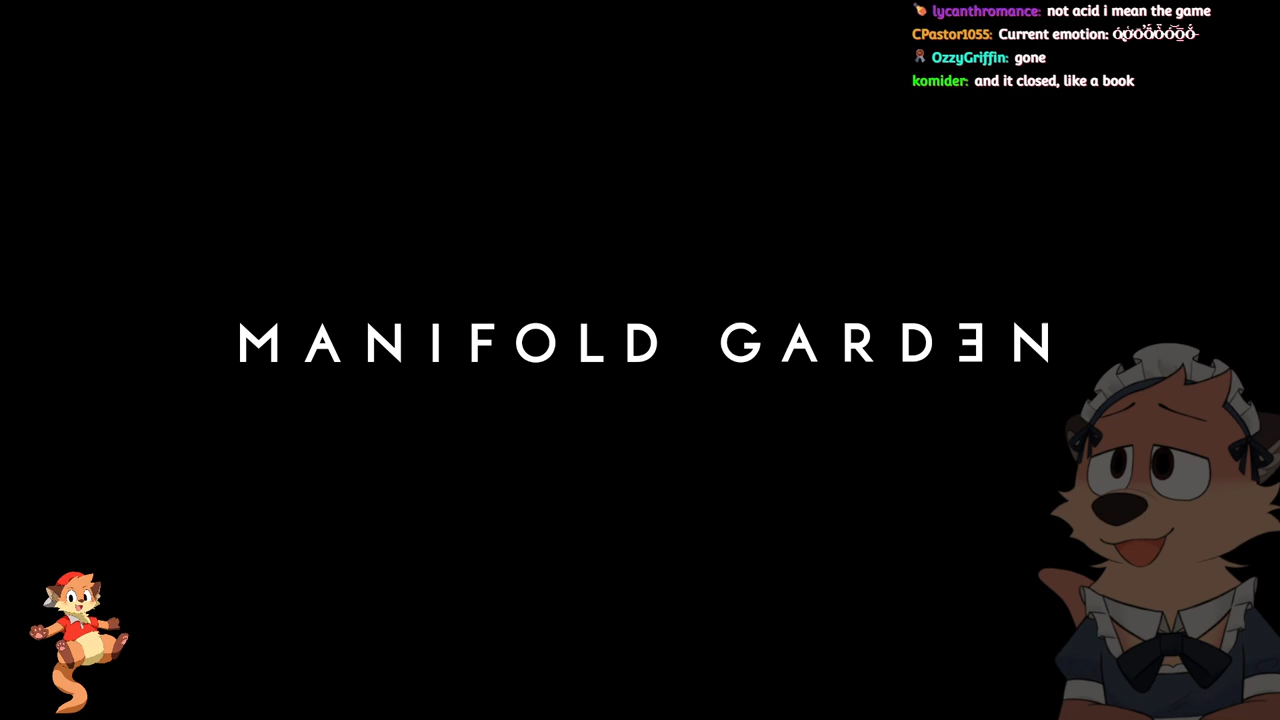 lycanthromance: not acid i mean the game
CPastor1055: Current emotion:
OzzyGriffin: gone
komider: and it closed, like a book
MANIFOLD GARDƎN